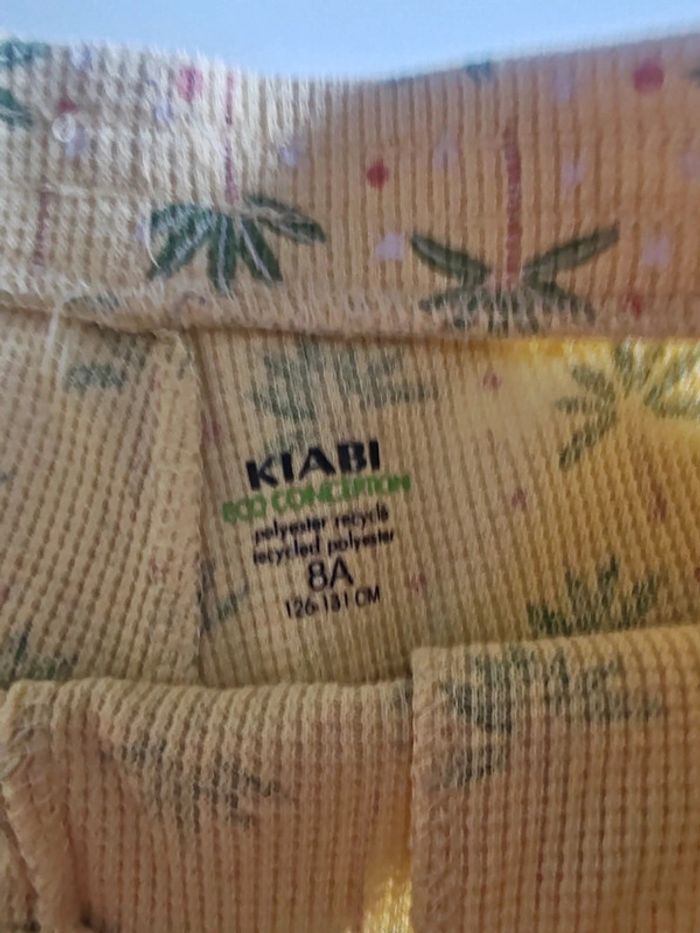 KIABI
ECO CONCEPTION
polyester recyclé
recycled polyester
8A
126-131 CM